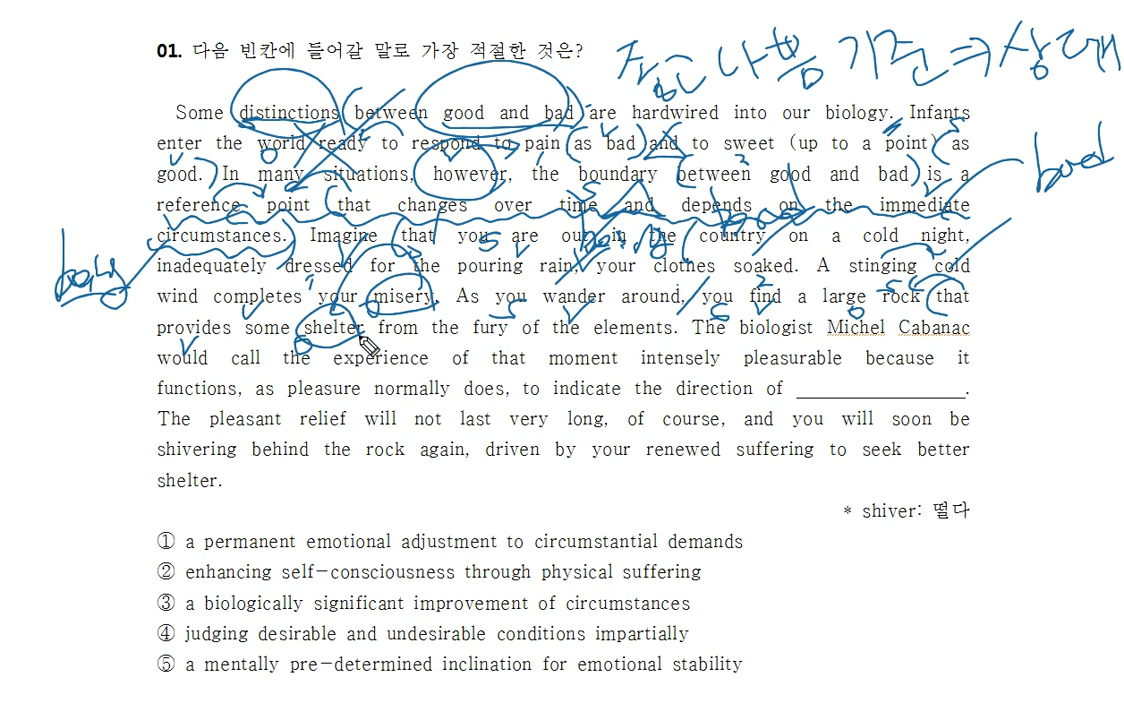 01. 다음 빈칸에 들어갈 말로 가장 적절한 것은?
좋고 나쁨 기준 ⇒ 상대
Some distinctions between good and bad are hardwired into our biology. Infants
enter the world ready to respond to pain (as bad) and to sweet (up to a point) (as
good.) In many situations, however, the boundary between good and bad is a
reference point that changes over time and depends on the immediate
circumstances. Imagine that you are out in the country on a cold night,
inadequately dressed for the pouring rain, your clothes soaked. A stinging cold
wind completes your misery. As you wander around, you find a large rock that
provides some shelter from the fury of the elements. The biologist Michel Cabanac
would call the experience of that moment intensely pleasurable because it
functions, as pleasure normally does, to indicate the direction of ________________.
The pleasant relief will not last very long, of course, and you will soon be
shivering behind the rock again, driven by your renewed suffering to seek better
shelter.
* shiver: 떨다
① a permanent emotional adjustment to circumstantial demands
② enhancing self-consciousness through physical suffering
③ a biologically significant improvement of circumstances
④ judging desirable and undesirable conditions impartially
⑤ a mentally pre-determined inclination for emotional stability